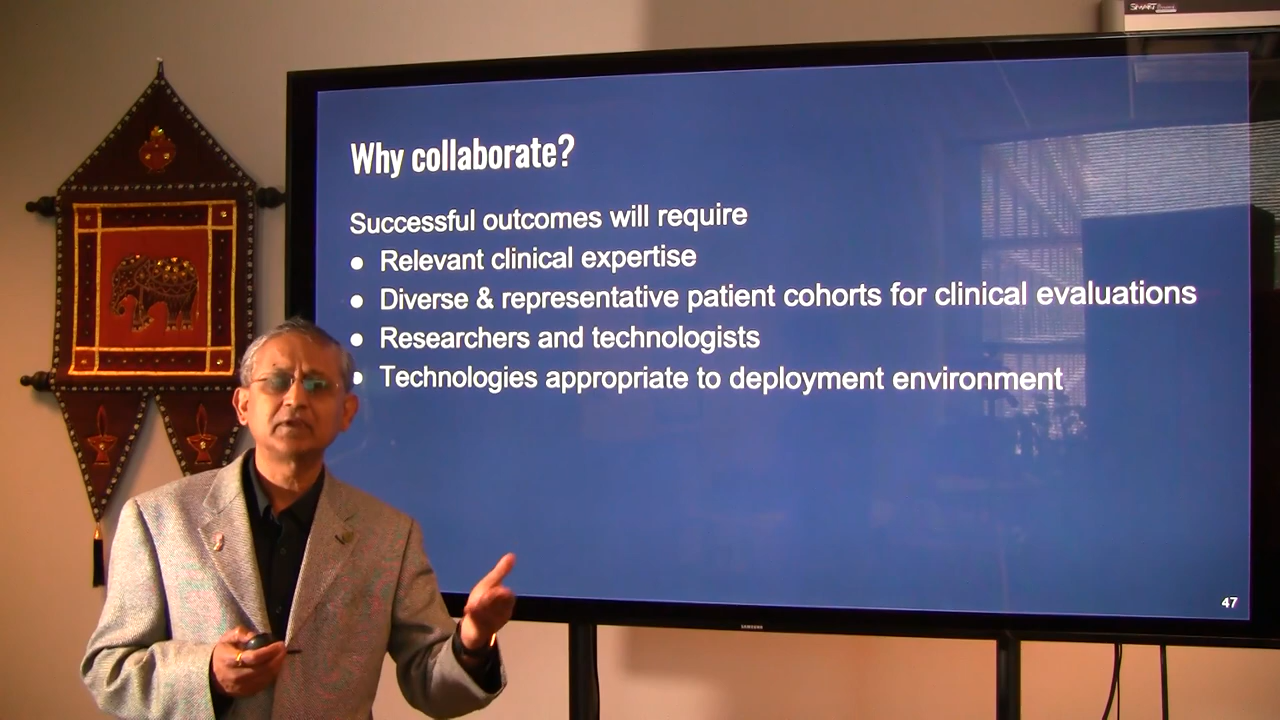 SMART
Why collaborate?
Successful outcomes will require
● Relevant clinical expertise
● Diverse & representative patient cohorts for clinical evaluations
● Researchers and technologists
● Technologies appropriate to deployment environment
47
SAMSUNG